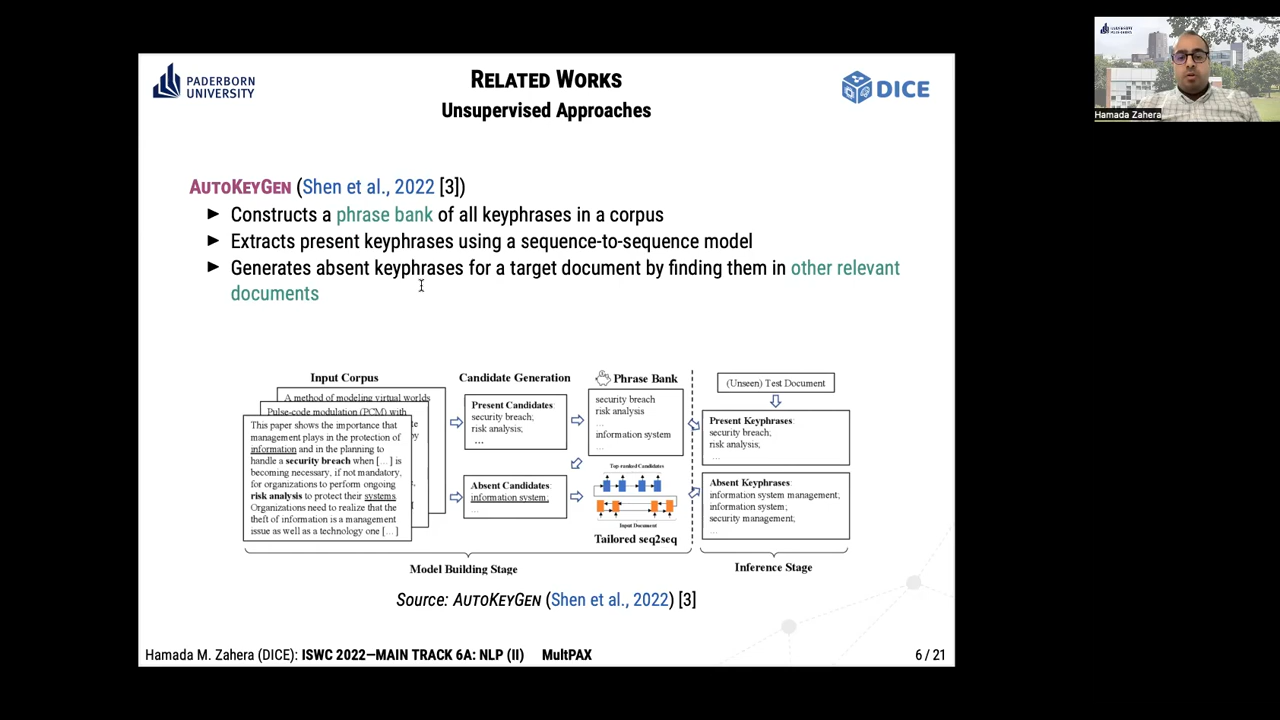 PADERBORN
UNIVERSITY
RELATED WORKS
Unsupervised Approaches
DICE
Hamada Zahera
AUTOKEYGEN (Shen et al., 2022 [3])
Constructs a phrase bank of all keyphrases in a corpus
Extracts present keyphrases using a sequence-to-sequence model
Generates absent keyphrases for a target document by finding them in other relevant
documents
Input Corpus
A method of modeling virtual worlds
Pulse-code modulation (PCM) with
This paper shows the importance that
management plays in the protection of
information and in the planning to
handle a security breach when [...] is
becoming necessary, if not mandatory,
for organizations to perform ongoing
risk analysis to protect their systems.
Organizations need to realize that the
theft of information is a management
issue as well as a technology one [...]
Candidate Generation
Present Candidates:
security breach;
risk analysis,
...
Absent Candidates:
information system,
...
Phrase Bank
security breach
risk analysis
...
information system
Top-ranked Candidates
Input Document
Tailored seq2seq
(Unseen) Test Document
Present Keyphrases:
security breach;
risk analysis,
...
Absent Keyphrases:
information system management;
information system;
security management;
...
Model Building Stage
Inference Stage
Source: AUTOKEYGEN (Shen et al., 2022) [3]
Hamada M. Zahera (DICE): ISWC 2022—MAIN TRACK 6A: NLP (II) MultPAX
6 / 21